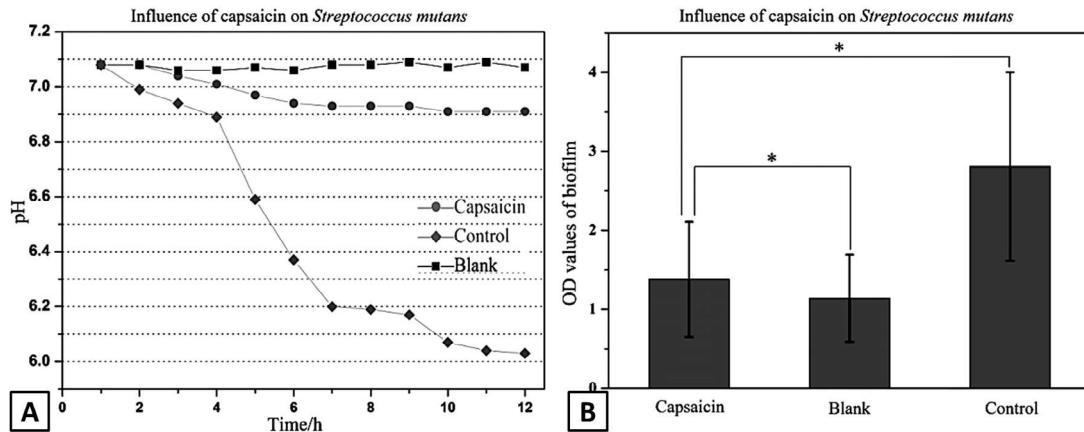 Influence of capsaicin on Streptococcus mutans
7.2
7.0
6.8
6.6
6.4
6.2
6.0
pH
Capsaicin
Control
Blank
0 2 4 6 8 10 12
Time/h
A
Influence of capsaicin on Streptococcus mutans
4
3
2
1
0
OD values of biofilm
*
*
Capsaicin Blank Control
B